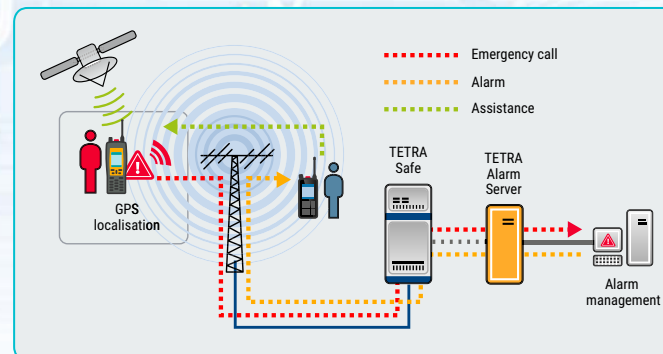 Emergency call
Alarm
Assistance
TETRA
Safe
TETRA
Alarm
Server
GPS
localisation
Alarm
management